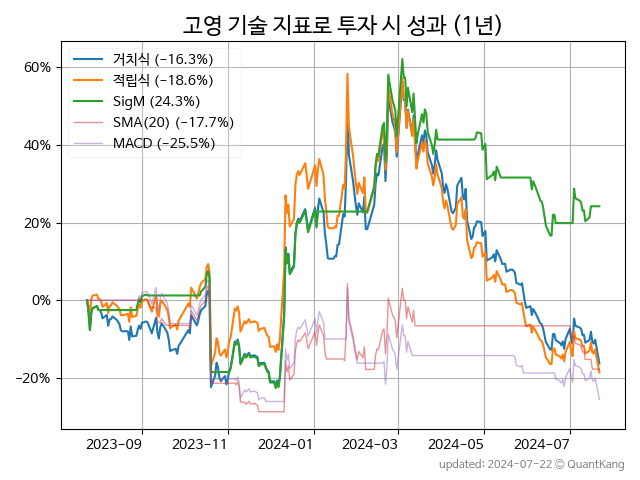 고영 기술 지표로 투자 시 성과 (1년)
거치식 (−16.3%)
적립식 (−18.6%)
SigM (24.3%)
SMA(20) (−17.7%)
MACD (−25.5%)
60%
40%
20%
0%
−20%
2023-09 2023-11 2024-01 2024-03 2024-05 2024-07
updated: 2024-07-22 © QuantKang